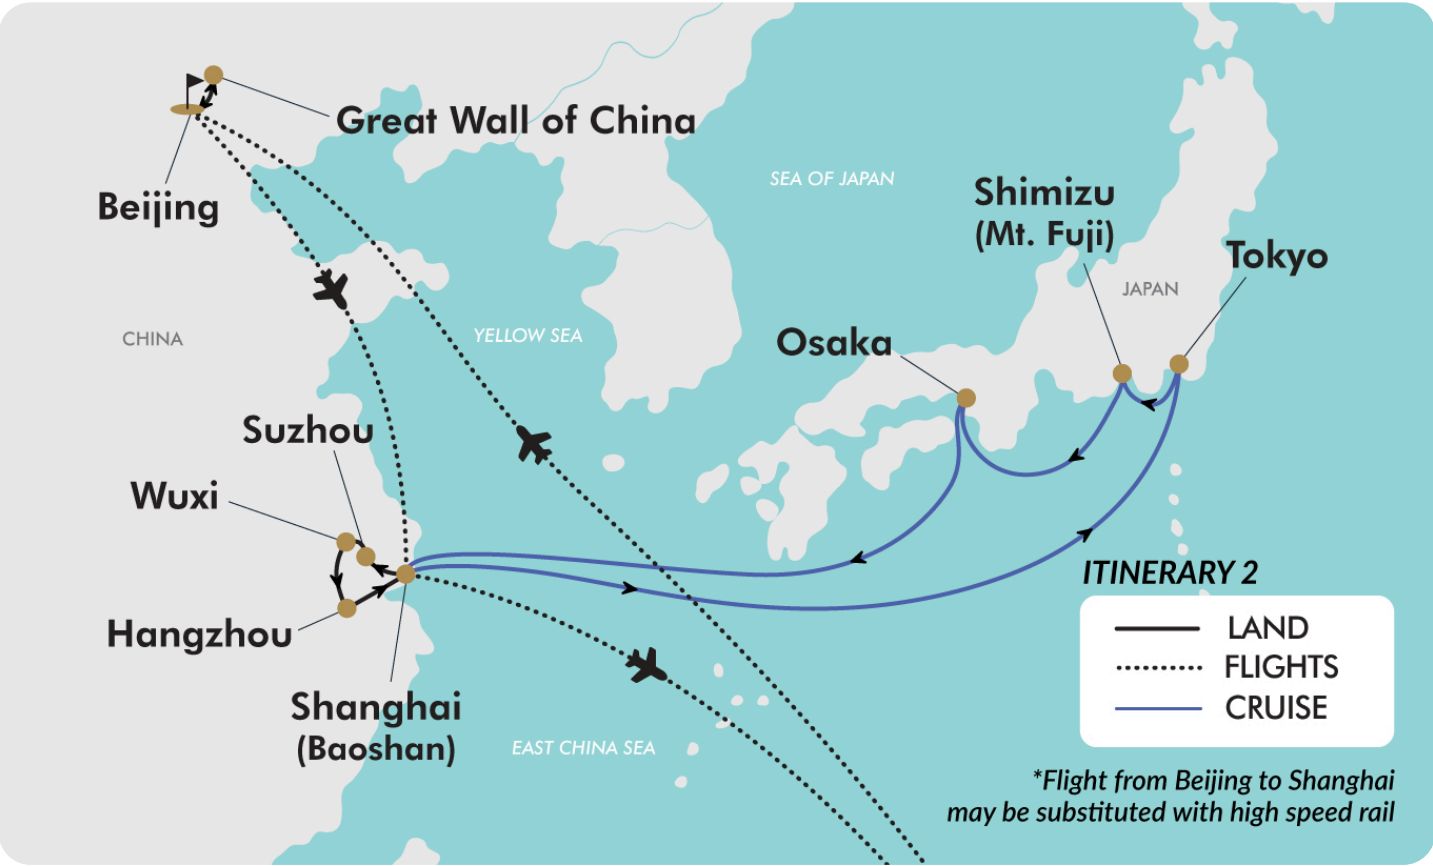 Great Wall of China
Beijing
SEA OF JAPAN
Shimizu
(Mt. Fuji)
Tokyo
JAPAN
CHINA
YELLOW SEA
Osaka
Suzhou
Wuxi
Hangzhou
Shanghai
(Baoshan)
EAST CHINA SEA
ITINERARY 2
LAND
FLIGHTS
CRUISE
*Flight from Beijing to Shanghai
may be substituted with high speed rail